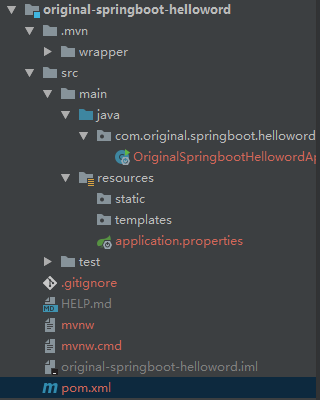 original-springboot-helloword
.mvn
wrapper
src
main
java
com.original.springboot.helloword
OriginalSpringbootHellowordAp
resources
static
templates
application.properties
test
.gitignore
HELP.md
mvnw
mvnw.cmd
original-springboot-helloword.iml
pom.xml